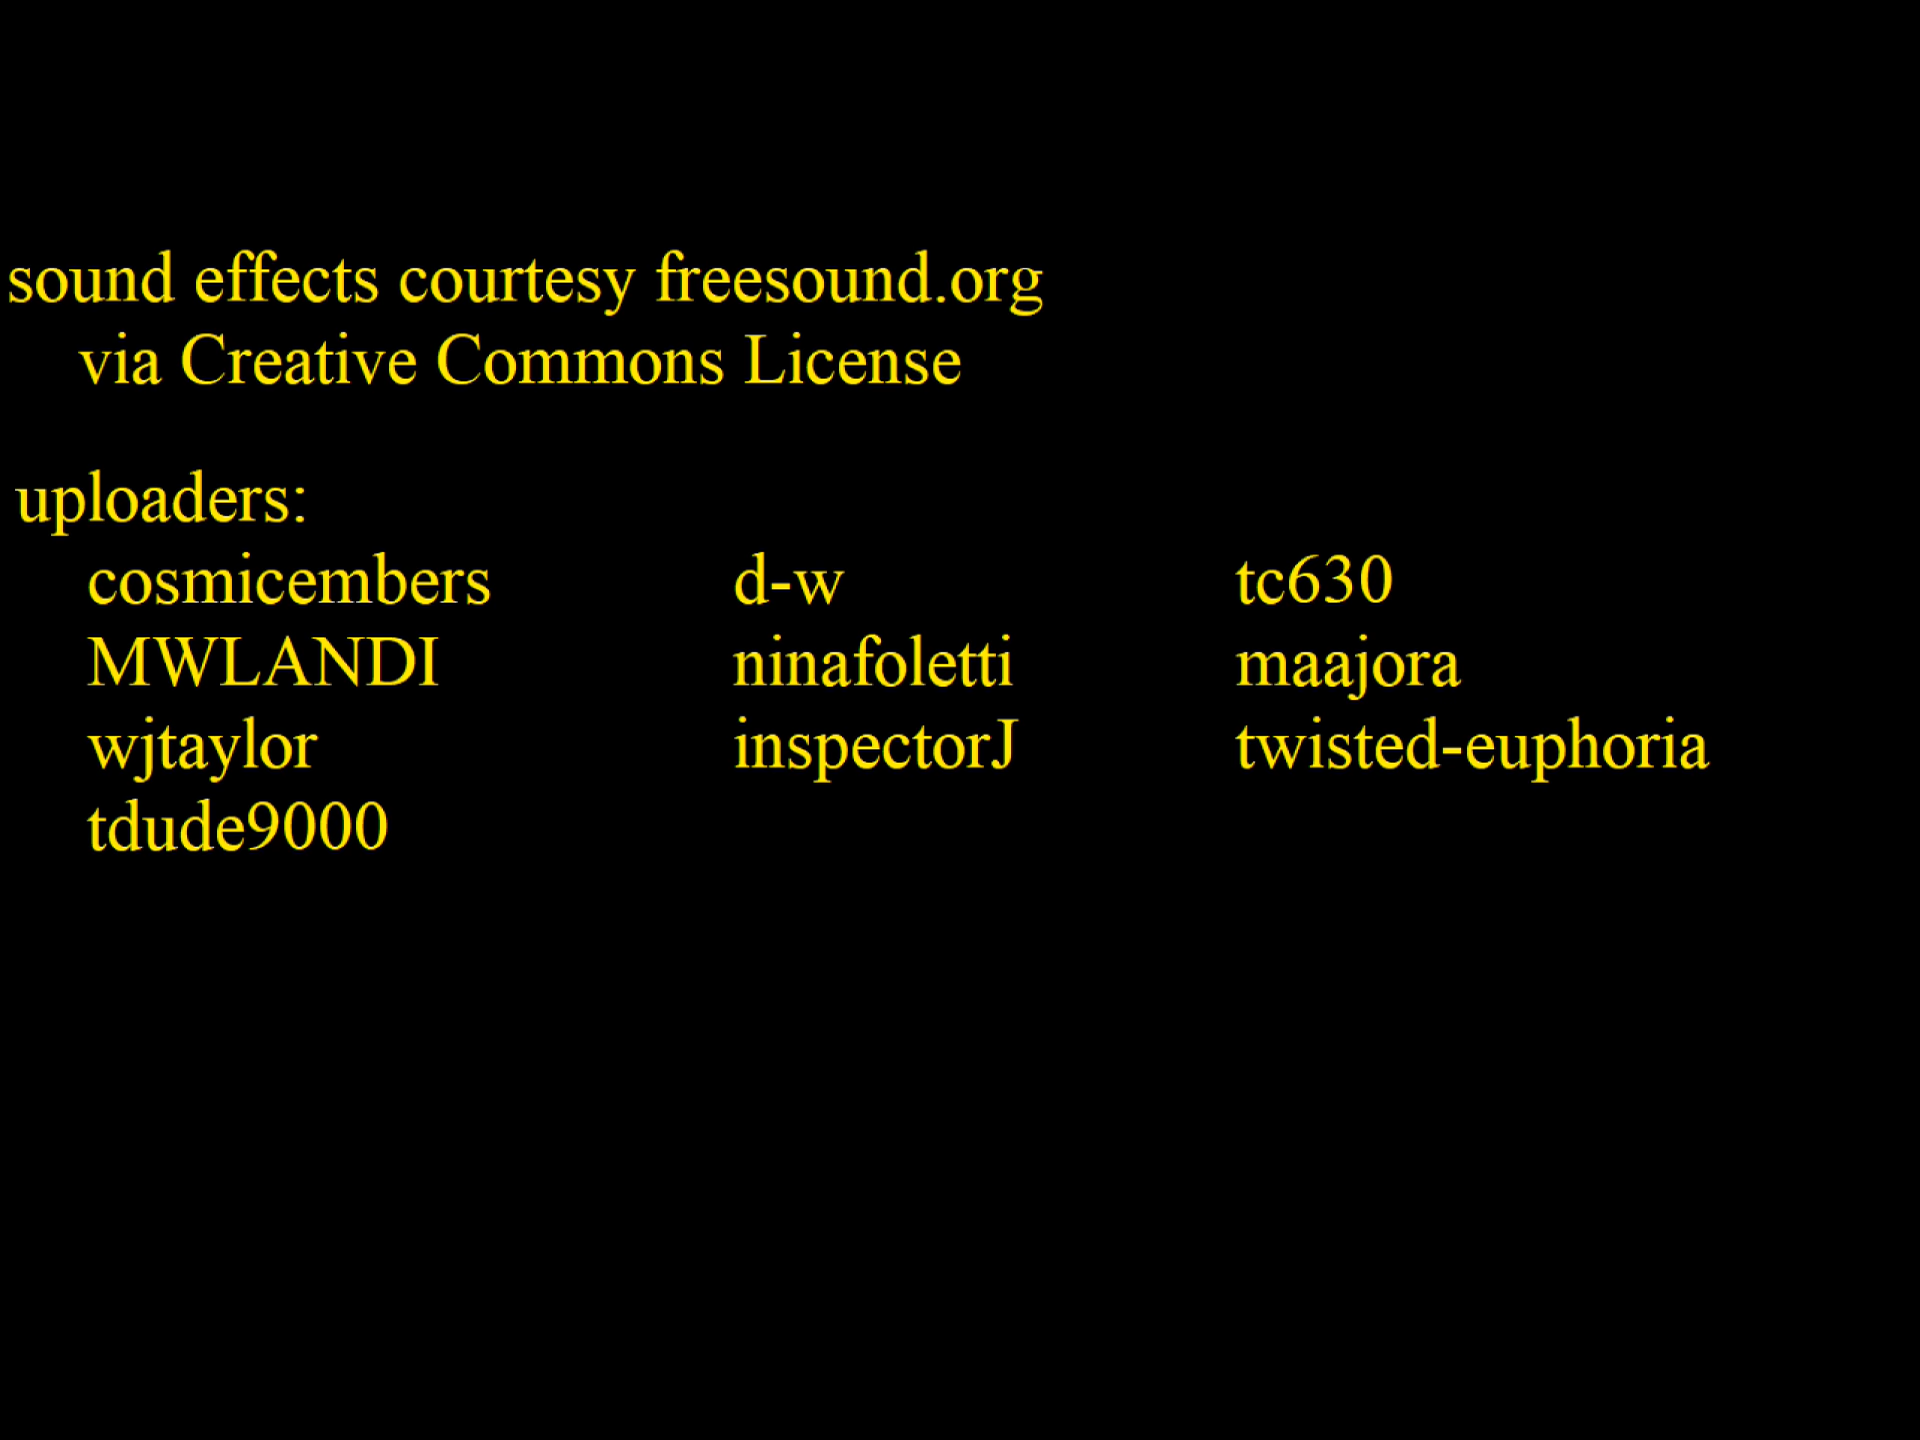 sound effects courtesy freesound.org
via Creative Commons License
uploaders:
cosmicembers d-w tc630
MWLANDI ninafoletti maajora
wjtaylor inspectorJ twisted-euphoria
tdude9000